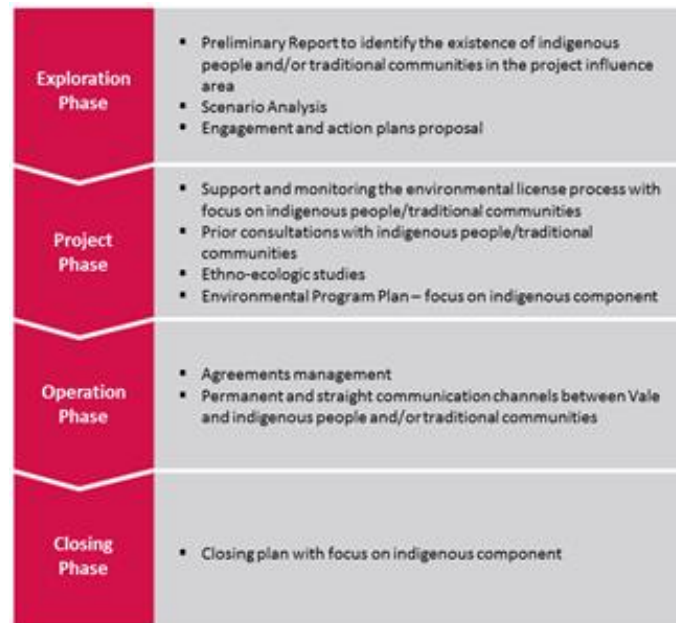 Exploration
Phase
▪ Preliminary Report to identify the existence of indigenous
people and/or traditional communities in the project influence
area
▪ Scenario Analysis
▪ Engagement and action plans proposal
Project
Phase
▪ Support and monitoring the environmental license process with
focus on indigenous people/traditional communities
▪ Prior consultations with indigenous people/traditional
communities
▪ Ethno-ecologic studies
▪ Environmental Program Plan – focus on indigenous component
Operation
Phase
▪ Agreements management
▪ Permanent and straight communication channels between Vale
and indigenous people and/or traditional communities
Closing
Phase
▪ Closing plan with focus on indigenous component